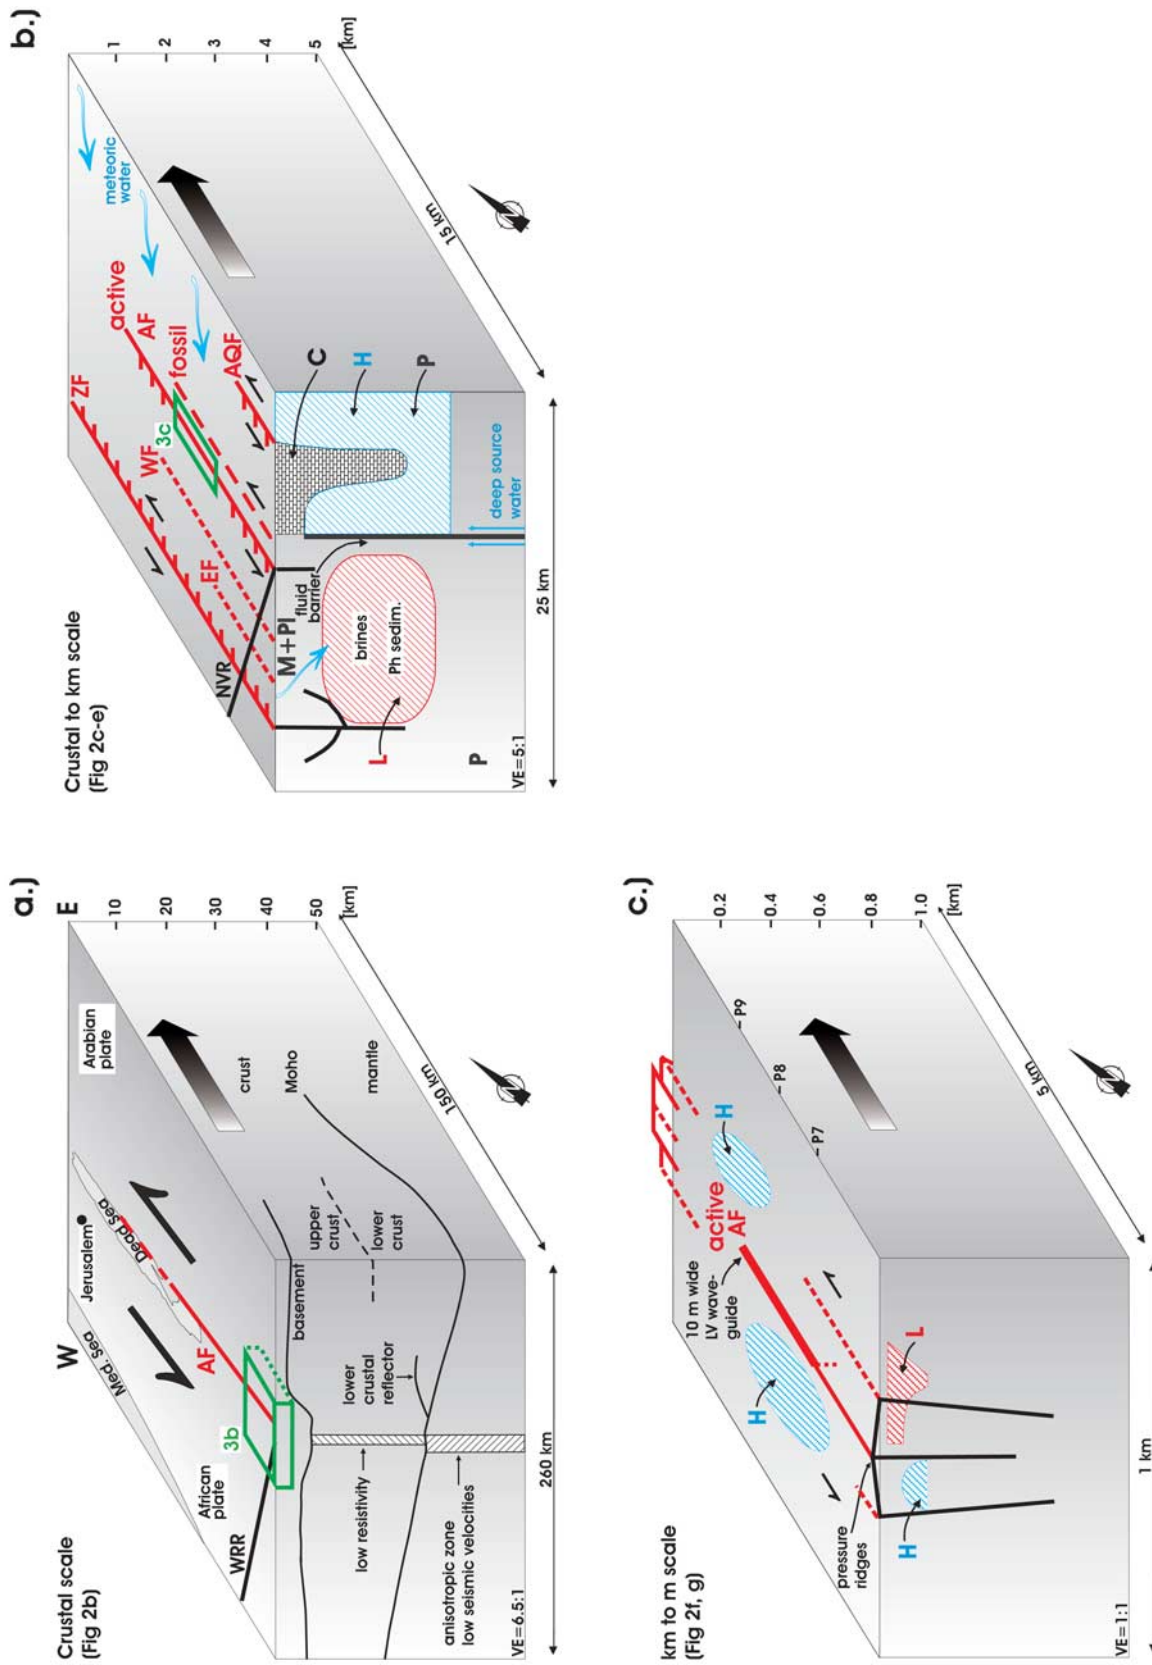 a.)
Crustal scale
(Fig 2b)
W
E
Med. Sea
Jerusalem
Dead Sea
Arabian
plate
African
plate
AF
3b
WRR
10
20
30
40
50
[km]
basement
upper
crust
lower
crust
crust
Moho
mantle
lower
crustal
reflector
low resistivity
anisotropic zone
low seismic velocities
VE=6.5:1
260 km
150 km
N
b.)
Crustal to km scale
(Fig 2c-e)
ZF
WF
EF
3c
active
AF
fossil
AQF
NVR
meteoric
water
1
2
3
4
5
[km]
M+Pl
fluid
barrier
brines
Ph sedim.
L
P
C
H
P
deep source
water
VE=5:1
25 km
15 km
N
c.)
km to m scale
(Fig 2f, g)
10 m wide
LV wave-
guide
active
AF
H
H
P7
P8
P9
0.2
0.4
0.6
0.8
1.0
[km]
pressure
ridges
H
L
VE=1:1
1 km
5 km
N